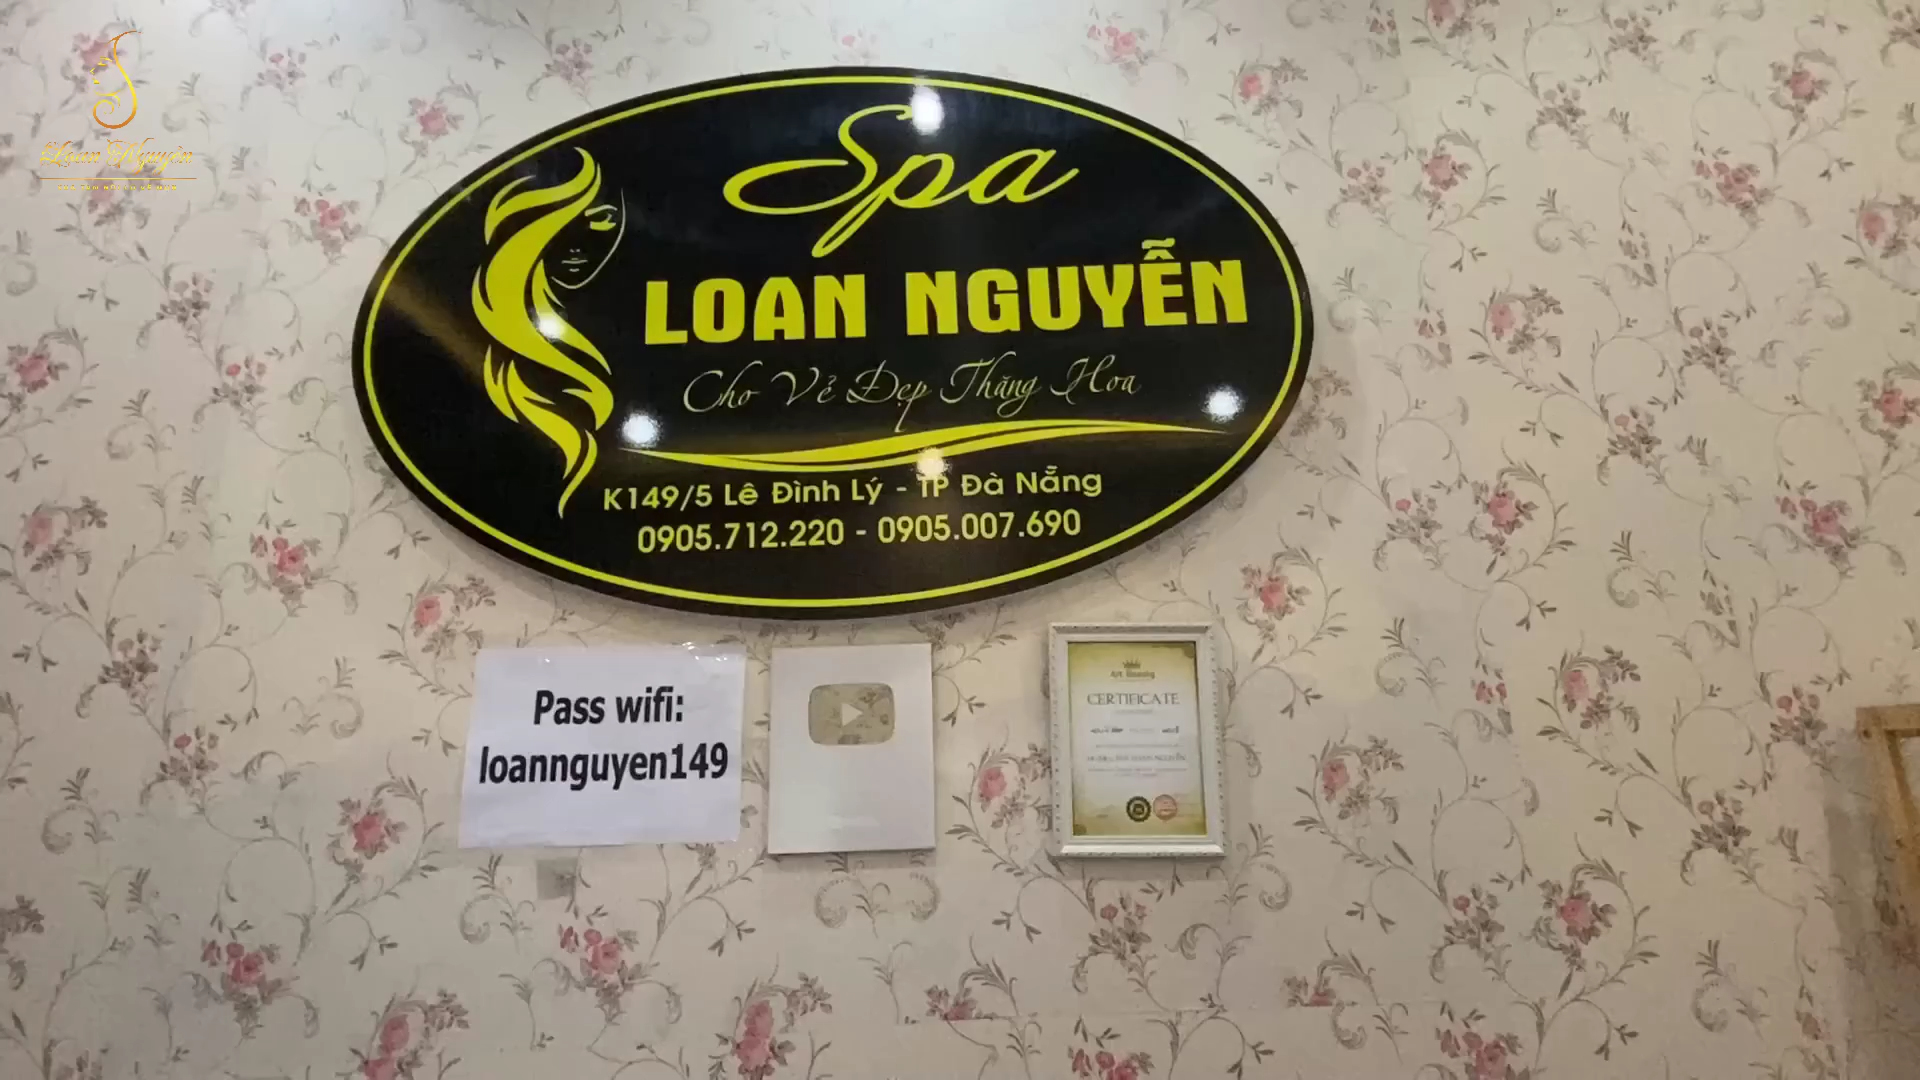 Loan Nguyễn
Spa
LOAN NGUYỄN
Cho Vẻ Đẹp Thăng Hoa
K149/5 Lê Đình Lý - TP Đà Nẵng
0905.712.220 - 0905.007.690
Pass wifi:
loannguyen149
CERTIFICATE